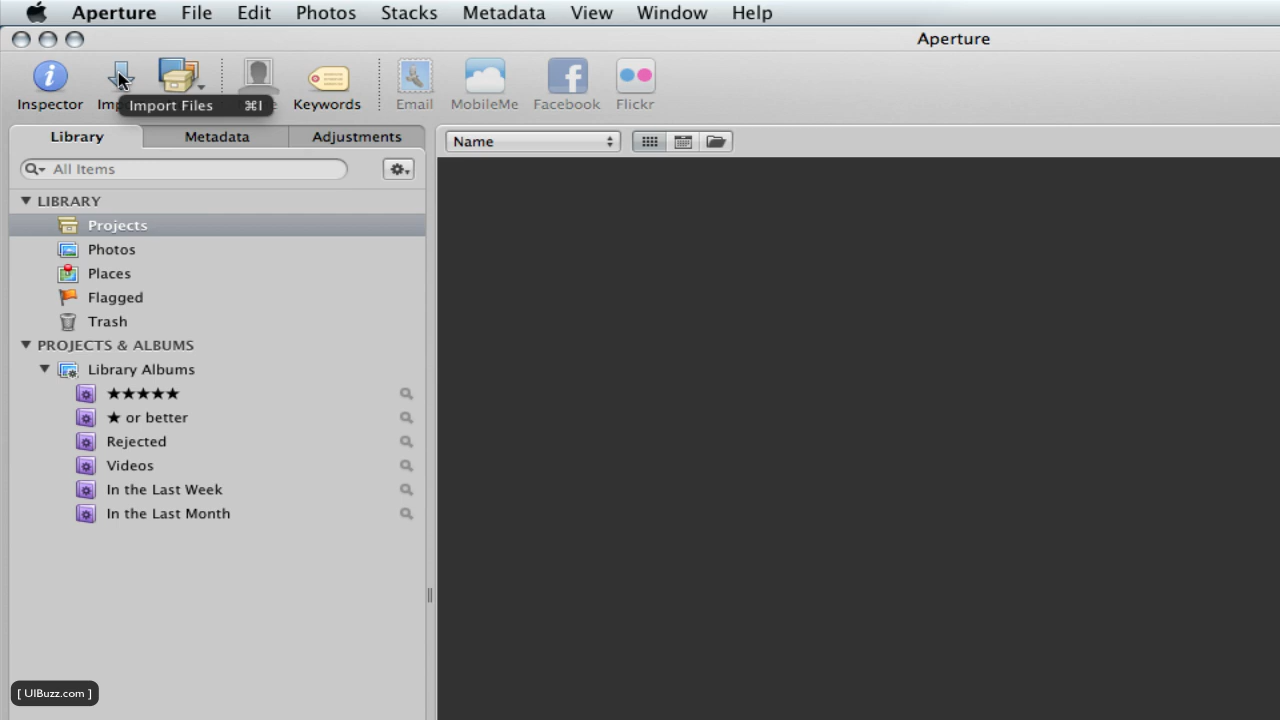 Aperture File Edit Photos Stacks Metadata View Window Help
Aperture
Inspector Imp Keywords Email MobileMe Facebook Flickr
Import Files ⌘I
Library Metadata Adjustments
Name
All Items
LIBRARY
Projects
Photos
Places
Flagged
Trash
PROJECTS & ALBUMS
Library Albums
★★★★★
★ or better
Rejected
Videos
In the Last Week
In the Last Month
[ UIBuzz.com ]